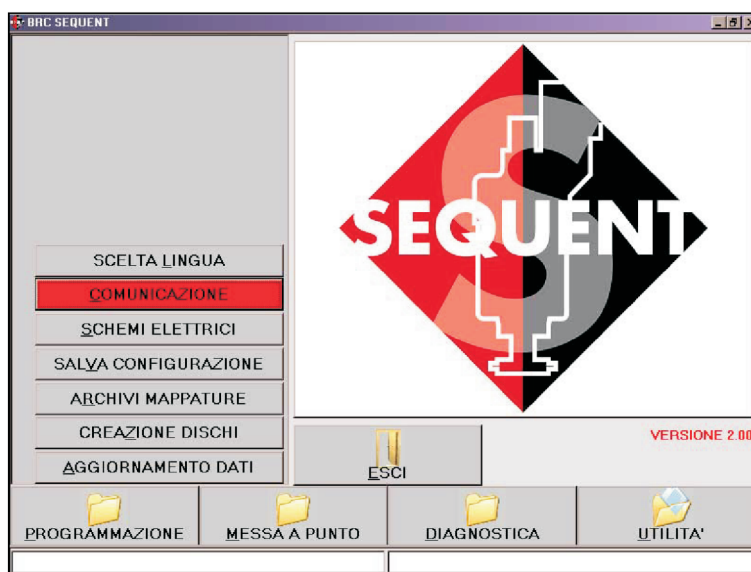 BRC SEQUENT
SCELTA LINGUA
COMUNICAZIONE
SCHEMI ELETTRICI
SALVA CONFIGURAZIONE
ARCHIVI MAPPATURE
CREAZIONE DISCHI
AGGIORNAMENTO DATI
S
SEQUENT
ESCI
VERSIONE 2.00
PROGRAMMAZIONE
MESSA A PUNTO
DIAGNOSTICA
UTILITA'